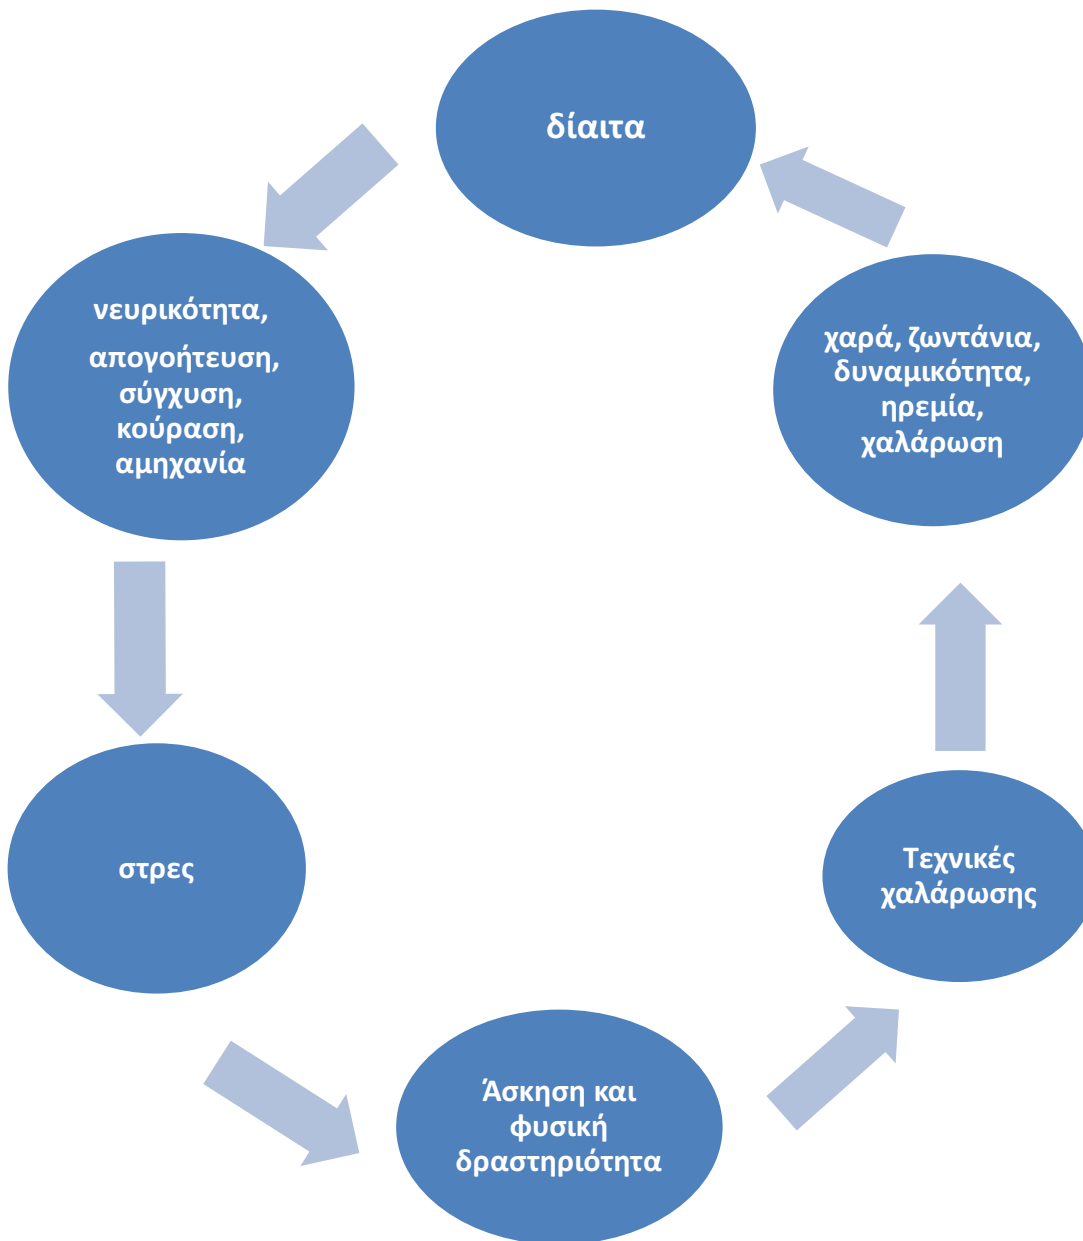 δίαιτα
νευρικότητα,
απογοήτευση,
σύγχυση,
κούραση,
αμηχανία
στρες
Άσκηση και
φυσική
δραστηριότητα
Τεχνικές
χαλάρωσης
χαρά, ζωντάνια,
δυναμικότητα,
ηρεμία,
χαλάρωση